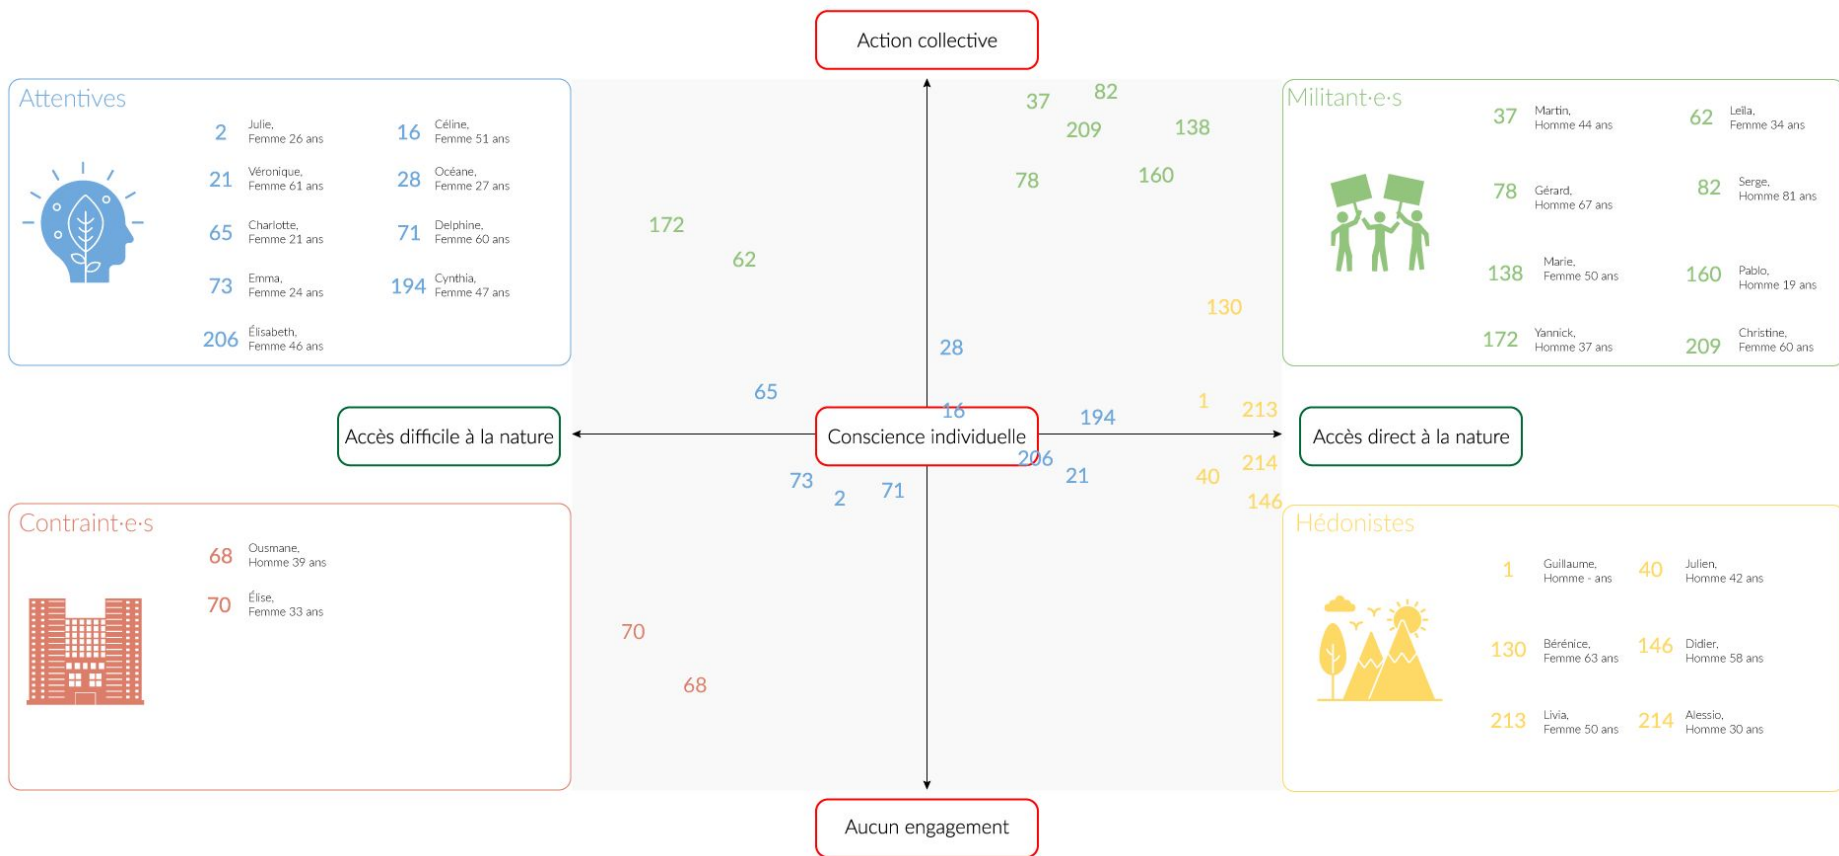 Action collective
Attentives
2 Julie,
Femme 26 ans
16 Céline,
Femme 51 ans
21 Véronique,
Femme 61 ans
28 Océane,
Femme 27 ans
65 Charlotte,
Femme 21 ans
71 Delphine,
Femme 60 ans
73 Emma,
Femme 24 ans
194 Cynthia,
Femme 47 ans
206 Élisabeth,
Femme 46 ans
37
82
209
138
78
160
172
62
130
28
65
16
194
1
213
Militant·e·s
37 Martin,
Homme 44 ans
62 Leïla,
Femme 34 ans
78 Gérard,
Homme 67 ans
82 Serge,
Homme 81 ans
138 Marie,
Femme 50 ans
160 Pablo,
Homme 19 ans
172 Yannick,
Homme 37 ans
209 Christine,
Femme 60 ans
Accès difficile à la nature
Conscience individuelle
Accès direct à la nature
206
21
214
40
146
73
2
71
Contraint·e·s
68 Ousmane,
Homme 39 ans
70 Élise,
Femme 33 ans
70
68
Hédonistes
1 Guillaume,
Homme - ans
40 Julien,
Homme 42 ans
130 Bérénice,
Femme 63 ans
146 Didier,
Homme 58 ans
213 Livia,
Femme 50 ans
214 Alessio,
Homme 30 ans
Aucun engagement